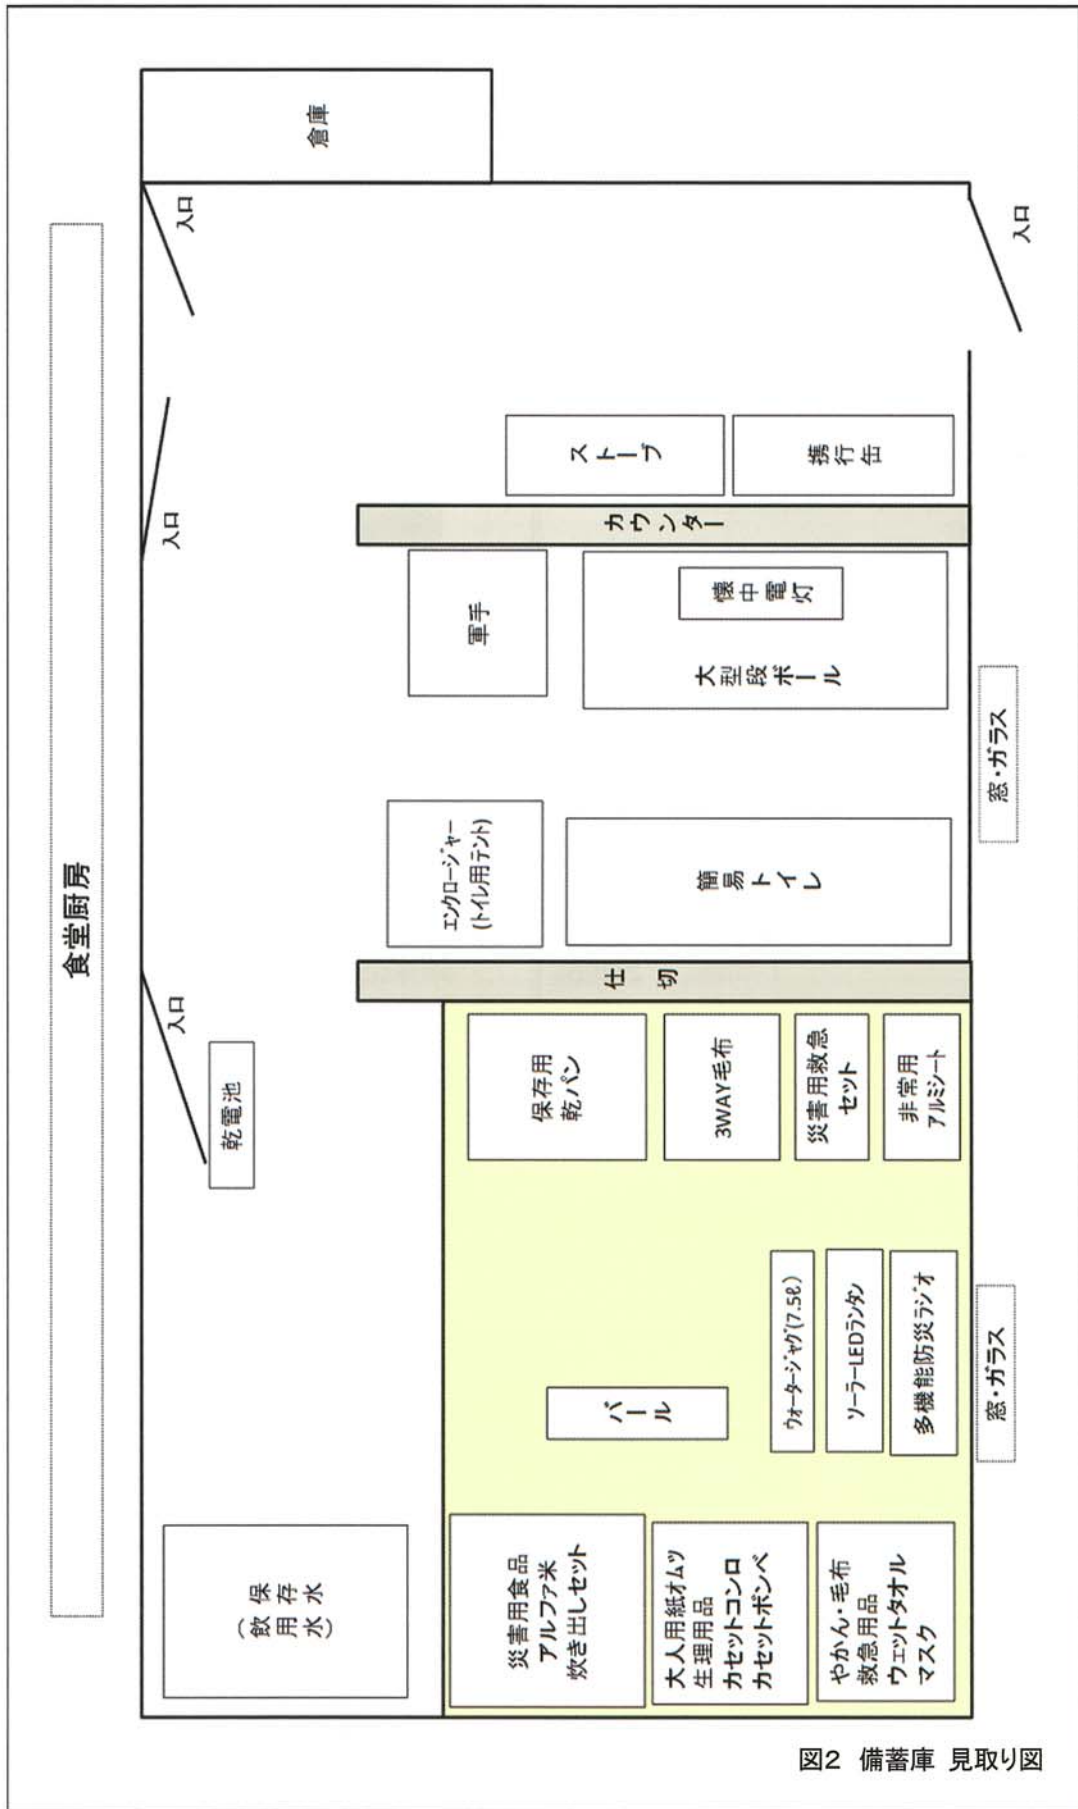 食堂厨房
倉庫
入口
入口
入口
入口
乾電池
保存水
(飲用水)
ストーブ
携行缶
カウンター
軍手
懐中電灯
大型段ボール
エンクロージャー
(トイレ用テント)
簡易トイレ
仕切
窓・ガラス
保存用
乾パン
3WAY毛布
災害用救急
セット
非常用
アルミシート
バール
ウォータージャグ(7.5ℓ)
ソーラーLEDランタン
多機能防災ラジオ
窓・ガラス
災害用食品
アルファ米
炊き出しセット
大人用紙オムツ
生理用品
カセットコンロ
カセットボンベ
やかん・毛布
救急用品
ウェットタオル
マスク
図2 備蓄庫 見取り図